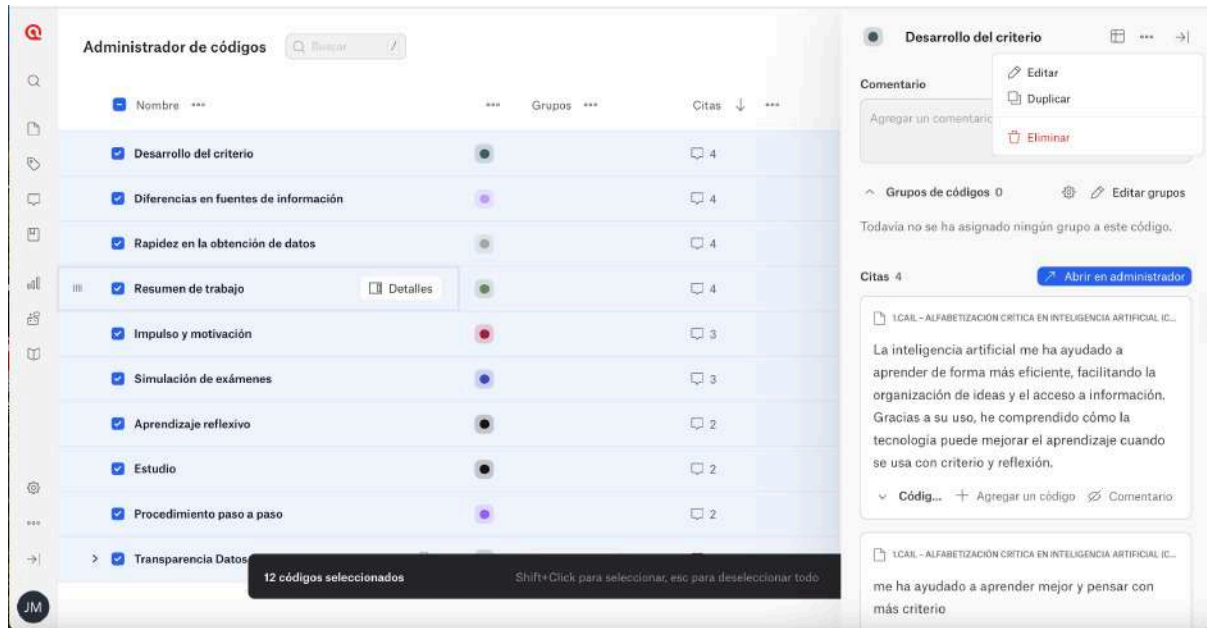 Administrador de códigos
Buscar /
Nombre ••• ••• Grupos ••• Citas ↓ •••
Desarrollo del criterio 4
Diferencias en fuentes de información 4
Rapidez en la obtención de datos 4
Resumen de trabajo Detalles 4
Impulso y motivación 3
Simulación de exámenes 3
Aprendizaje reflexivo 2
Estudio 2
Procedimiento paso a paso 2
Transparencia Datos
12 códigos seleccionados Shift+Click para seleccionar, esc para deseleccionar todo
JM
Desarrollo del criterio
Editar
Duplicar
Eliminar
Comentario
Agregar un comentario
Grupos de códigos 0 Editar grupos
Todavía no se ha asignado ningún grupo a este código.
Citas 4 Abrir en administrador
1.CAIL – ALFABETIZACIÓN CRÍTICA EN INTELIGENCIA ARTIFICIAL (C...
La inteligencia artificial me ha ayudado a
aprender de forma más eficiente, facilitando la
organización de ideas y el acceso a información.
Gracias a su uso, he comprendido cómo la
tecnología puede mejorar el aprendizaje cuando
se usa con criterio y reflexión.
Códig... Agregar un código Comentario
1.CAIL – ALFABETIZACIÓN CRÍTICA EN INTELIGENCIA ARTIFICIAL (C...
me ha ayudado a aprender mejor y pensar con
más criterio